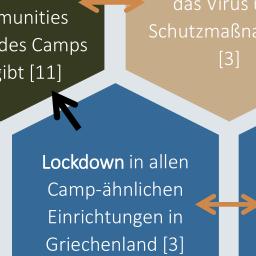 munities
des Camps
gibt [11]
das Virus
Schutzmaßna
[3]
Lockdown in allen
Camp-ähnlichen
Einrichtungen in
Griechenland [3]